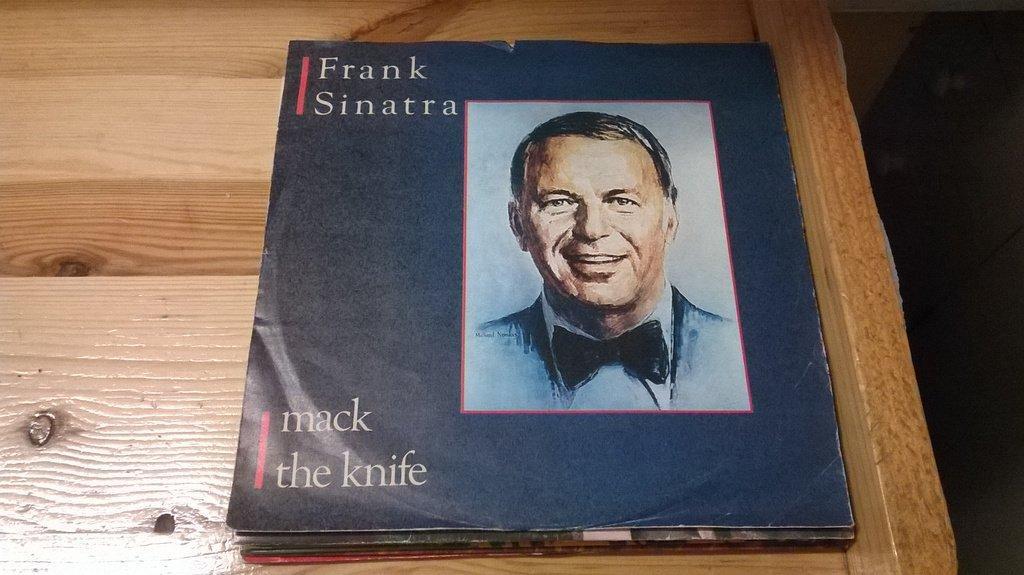 Frank
Sinatra
mack
the knife